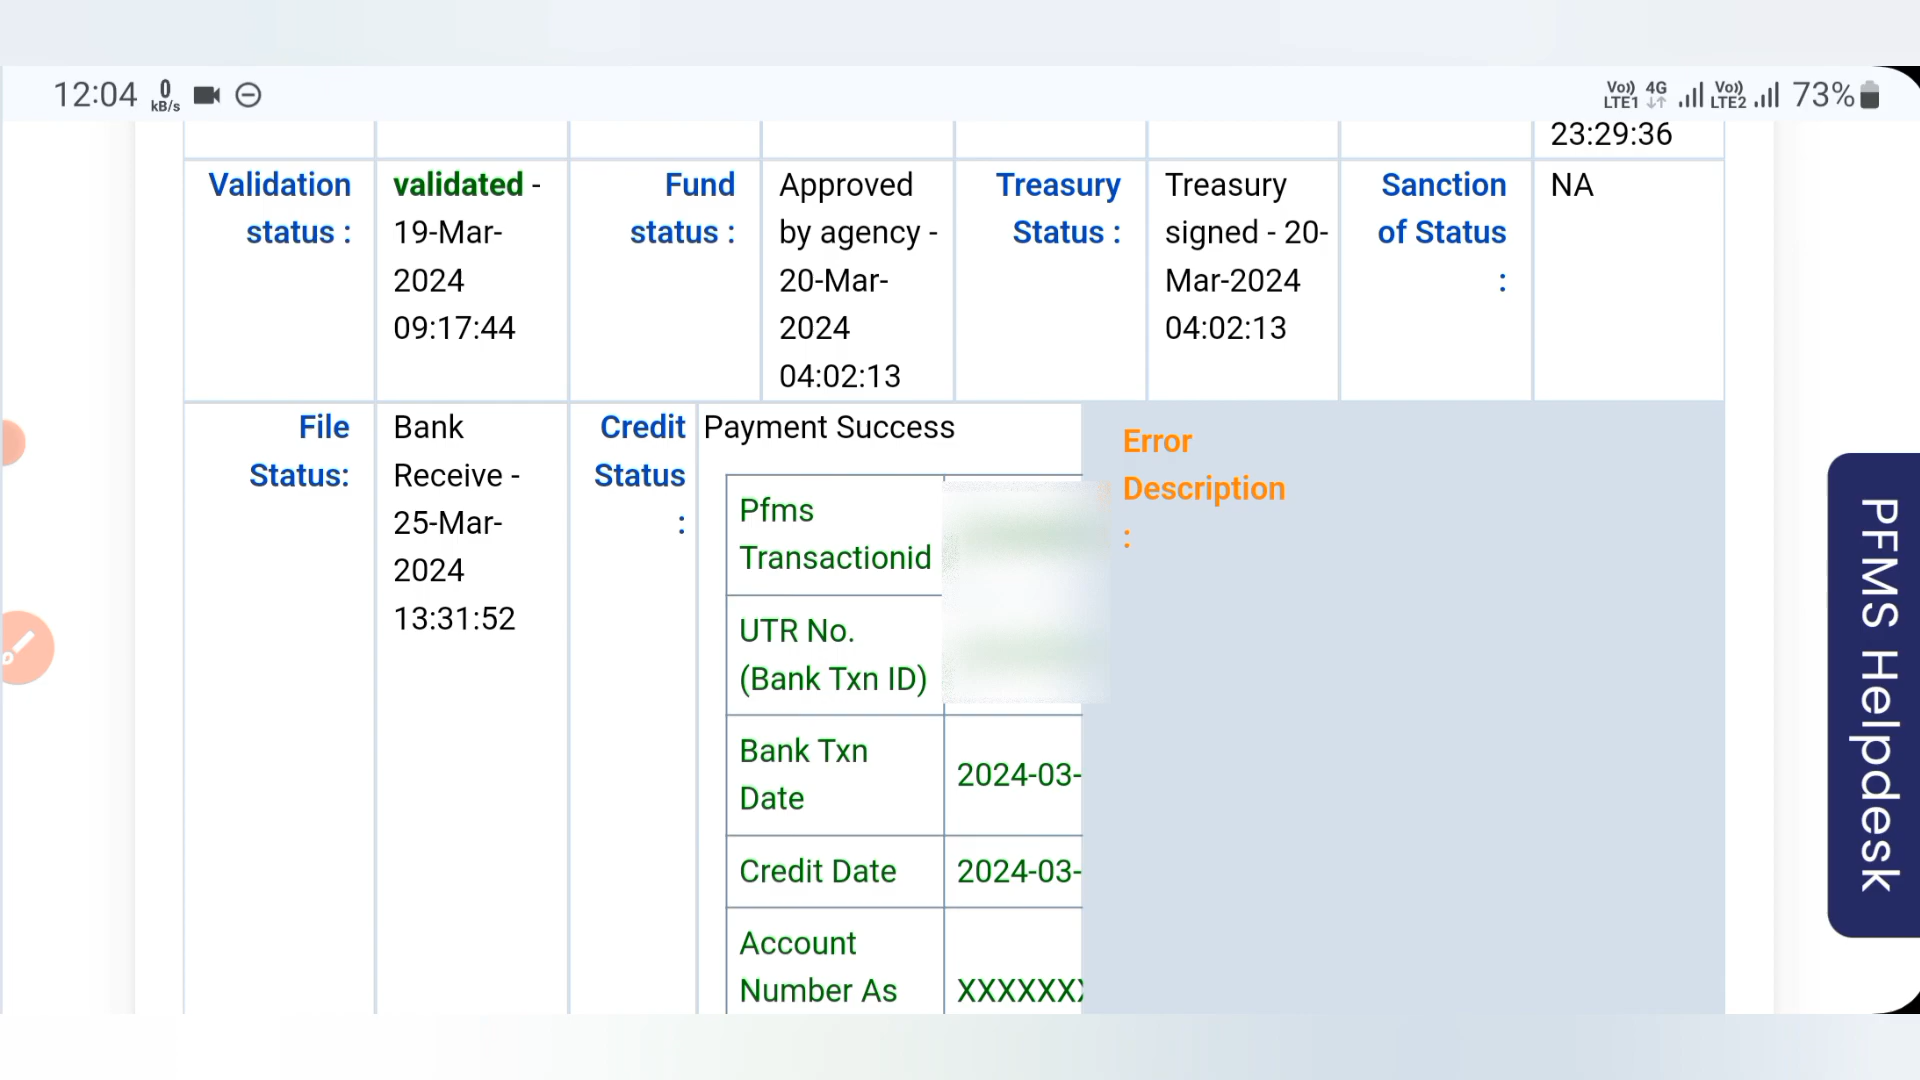 12:04 0 kB/s
Vo)) LTE1 4G Vo)) LTE2 73%
23:29:36
Validation status :
validated -
19-Mar-
2024
09:17:44
Fund status :
Approved
by agency -
20-Mar-
2024
04:02:13
Treasury
Status :
Treasury
signed - 20-
Mar-2024
04:02:13
Sanction
of Status
:
NA
File
Status:
Bank
Receive -
25-Mar-
2024
13:31:52
Credit
Status
:
Payment Success
Pfms
Transactionid
UTR No.
(Bank Txn ID)
Bank Txn
Date
2024-03-
Credit Date
2024-03-
Account
Number As
XXXXXXX
Error
Description
:
PFMS Helpdesk